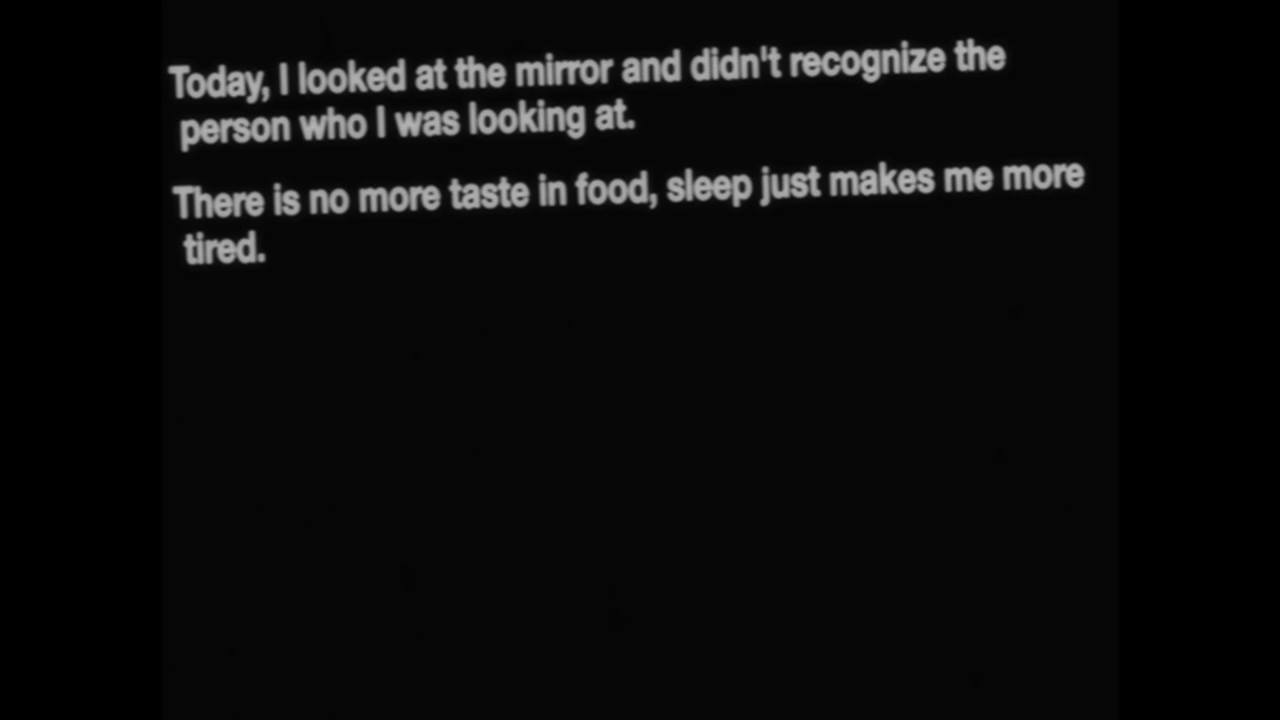 Today, I looked at the mirror and didn't recognize the
person who I was looking at.
There is no more taste in food, sleep just makes me more
tired.